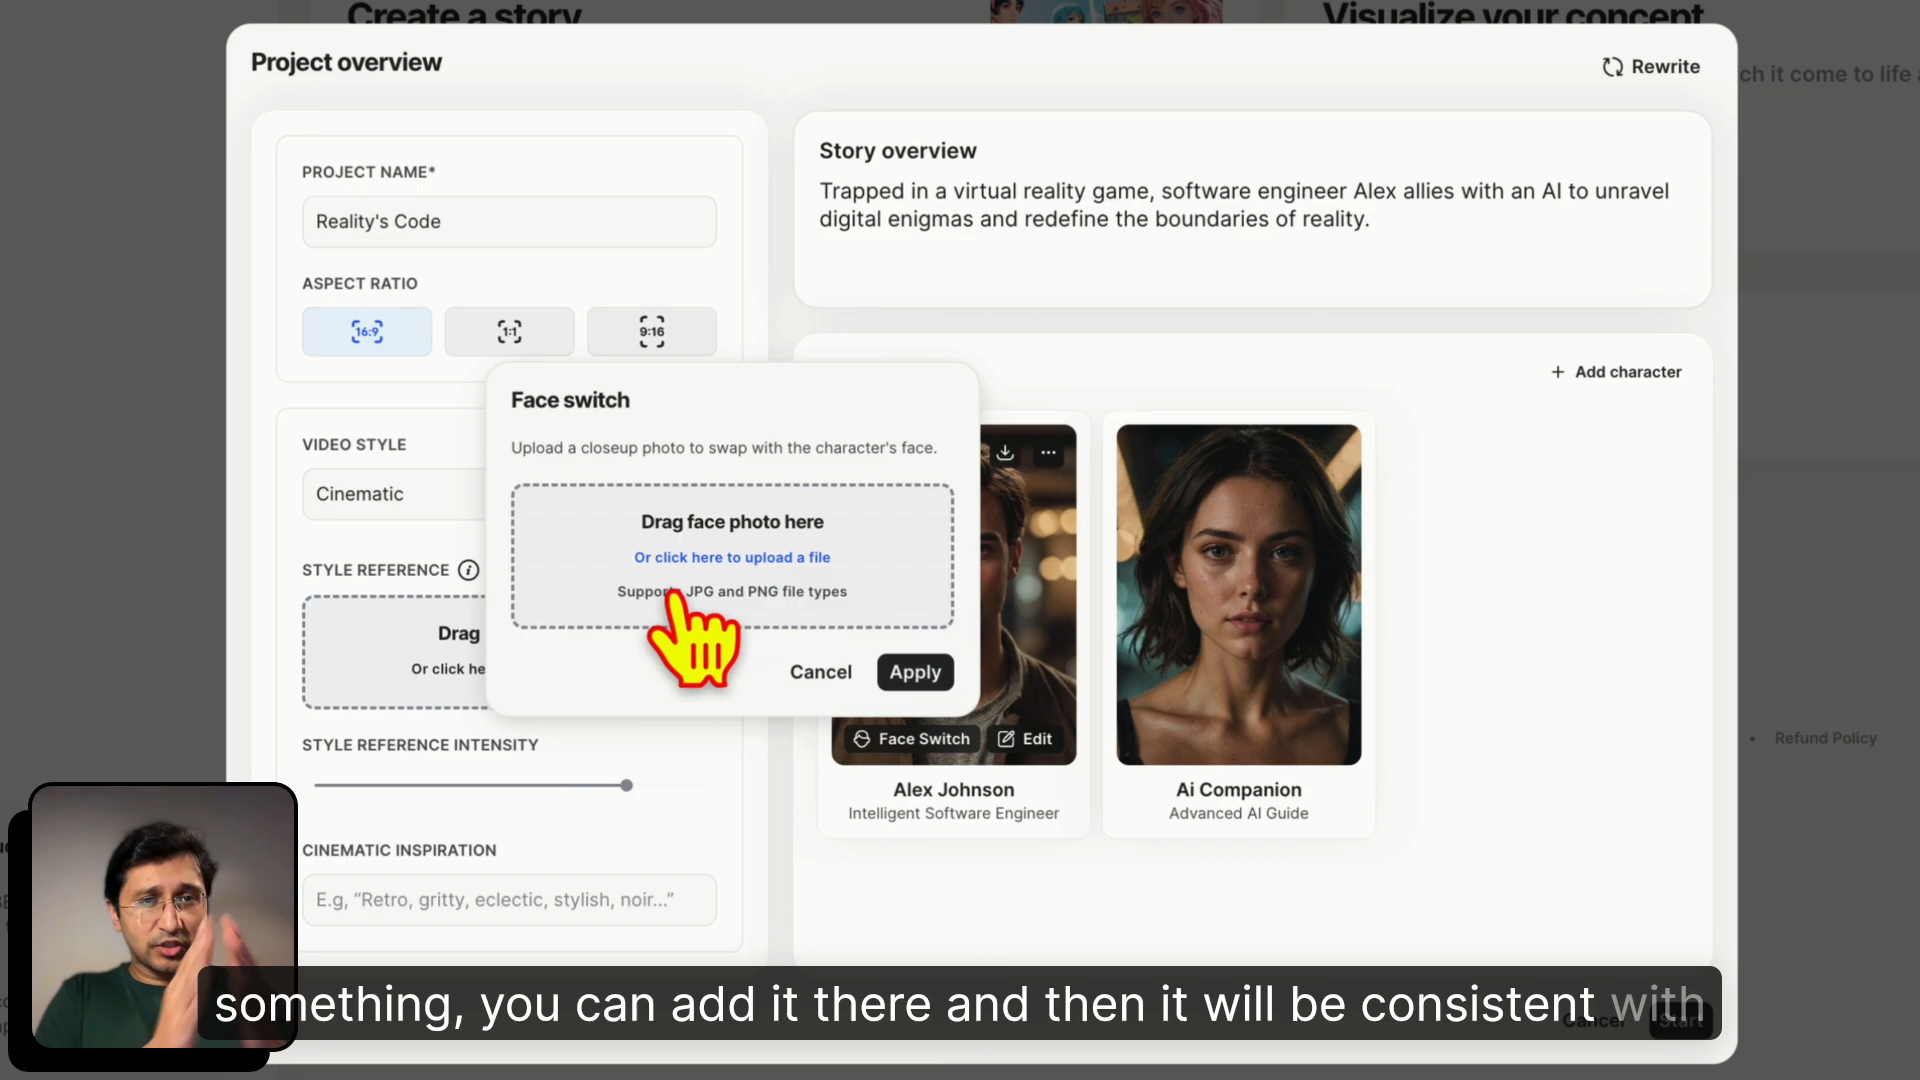 Create a story
Visualize your concept
Project overview
Rewrite
ch it come to life
PROJECT NAME*
Reality's Code
ASPECT RATIO
16:9
1:1
9:16
Story overview
Trapped in a virtual reality game, software engineer Alex allies with an AI to unravel
digital enigmas and redefine the boundaries of reality.
+ Add character
VIDEO STYLE
Cinematic
STYLE REFERENCE
Drag
Or click he
STYLE REFERENCE INTENSITY
CINEMATIC INSPIRATION
E.g, “Retro, gritty, eclectic, stylish, noir...”
Face switch
Upload a closeup photo to swap with the character's face.
Drag face photo here
Or click here to upload a file
Supports JPG and PNG file types
Cancel
Apply
Face Switch
Edit
Alex Johnson
Intelligent Software Engineer
Ai Companion
Advanced AI Guide
• Refund Policy
something, you can add it there and then it will be consistent with
Cancel
Start